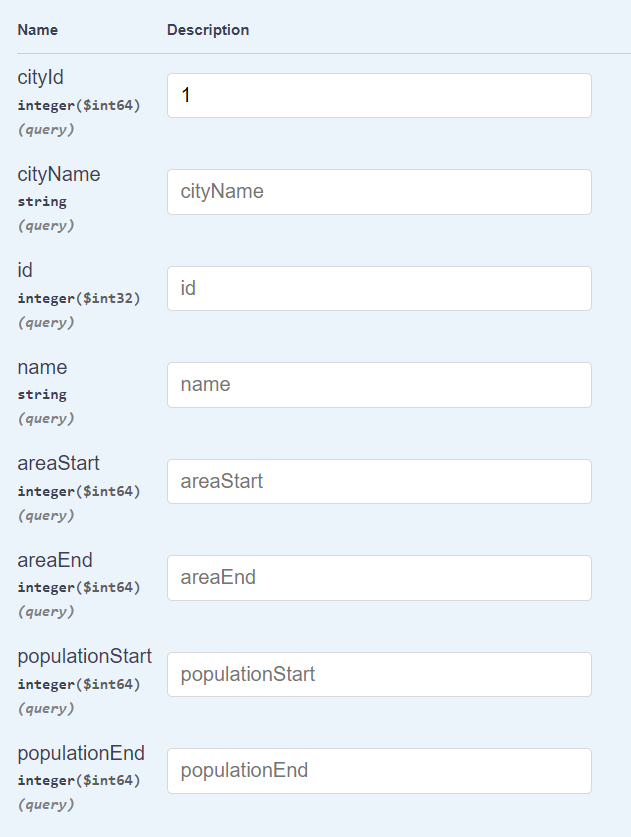 Name Description
cityId
integer($int64)
(query)
1
cityName
string
(query)
cityName
id
integer($int32)
(query)
id
name
string
(query)
name
areaStart
integer($int64)
(query)
areaStart
areaEnd
integer($int64)
(query)
areaEnd
populationStart
integer($int64)
(query)
populationStart
populationEnd
integer($int64)
(query)
populationEnd